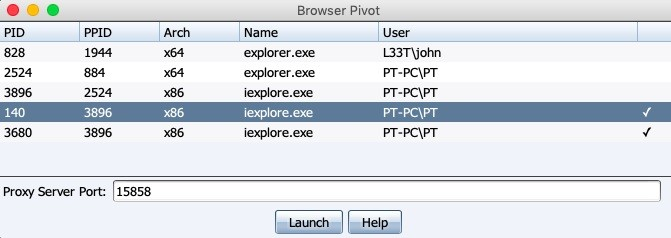 Browser Pivot
PID PPID Arch Name User
828 1944 x64 explorer.exe L33T\john
2524 884 x64 explorer.exe PT-PC\PT
3896 2524 x86 iexplore.exe PT-PC\PT
140 3896 x86 iexplore.exe PT-PC\PT ✓
3680 3896 x86 iexplore.exe PT-PC\PT ✓
Proxy Server Port: 15858
Launch Help